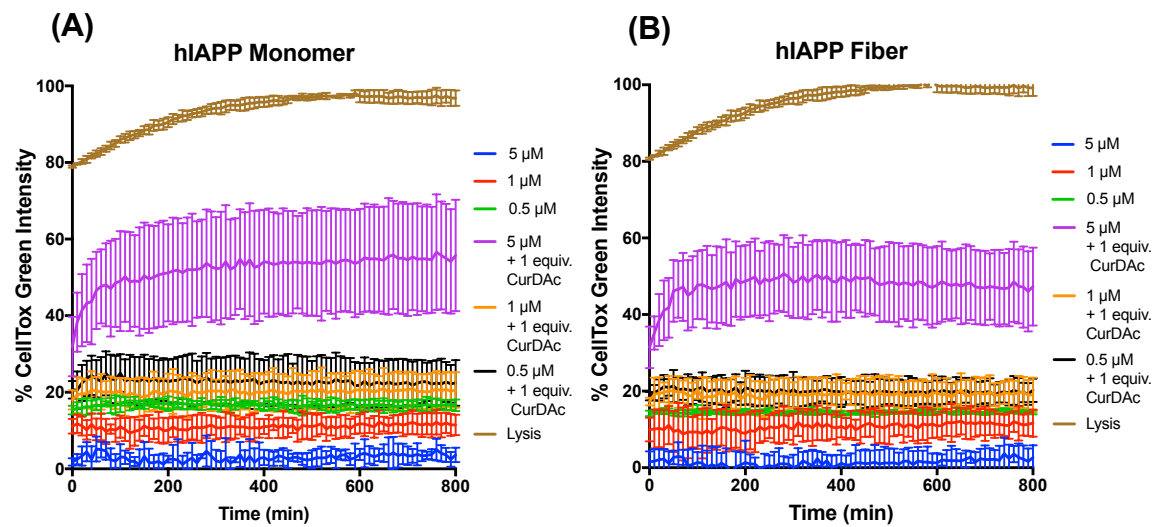 (A)
hIAPP Monomer
% CellTox Green Intensity
100
80
60
40
20
0
0 200 400 600 800
Time (min)
5 µM
1 µM
0.5 µM
5 µM
+ 1 equiv.
CurDAc
1 µM
+ 1 equiv.
CurDAc
0.5 µM
+ 1 equiv.
CurDAc
Lysis
(B)
hIAPP Fiber
% CellTox Green Intensity
100
80
60
40
20
0
0 200 400 600 800
Time (min)
5 µM
1 µM
0.5 µM
5 µM
+ 1 equiv.
CurDAc
1 µM
+ 1 equiv.
CurDAc
0.5 µM
+ 1 equiv.
CurDAc
Lysis